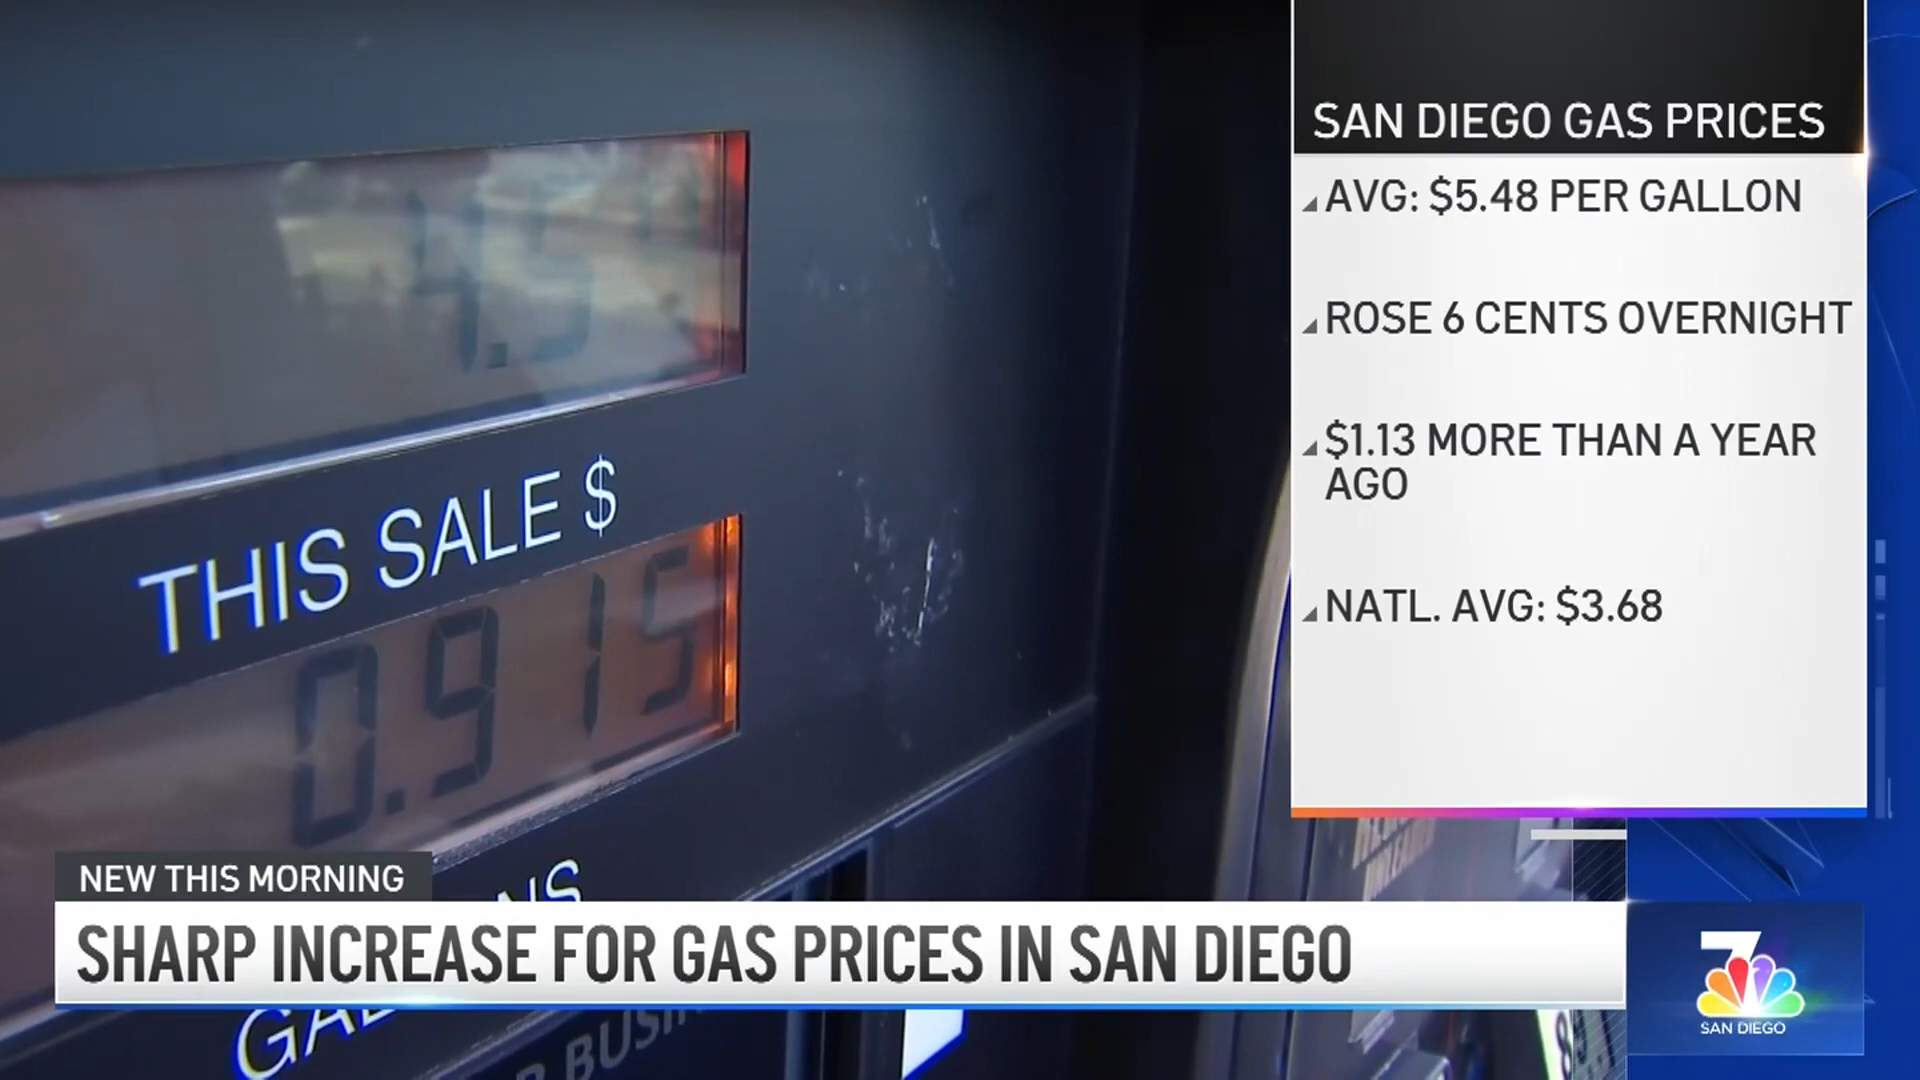 SAN DIEGO GAS PRICES
AVG: $5.48 PER GALLON
ROSE 6 CENTS OVERNIGHT
$1.13 MORE THAN A YEAR
AGO
NATL. AVG: $3.68
THIS SALE $
0.915
NEW THIS MORNING
SHARP INCREASE FOR GAS PRICES IN SAN DIEGO
7
SAN DIEGO